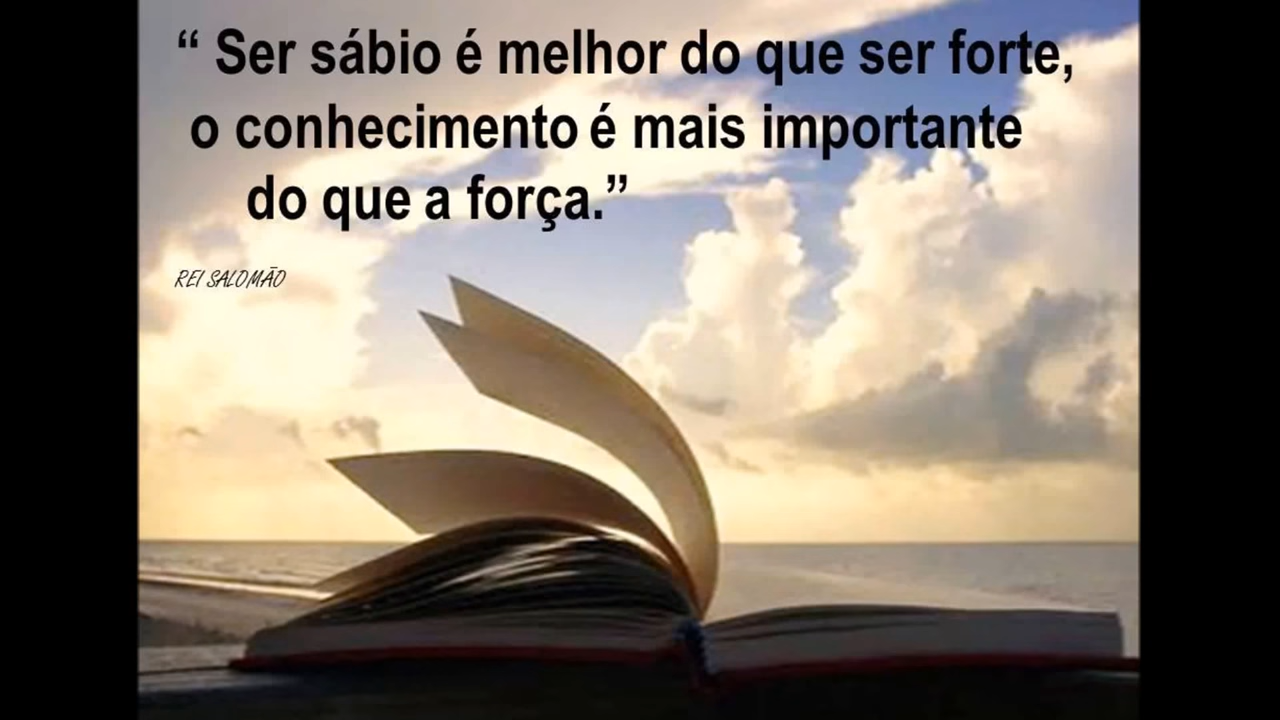 “ Ser sábio é melhor do que ser forte,
o conhecimento é mais importante
do que a força.”
REI SALOMÃO